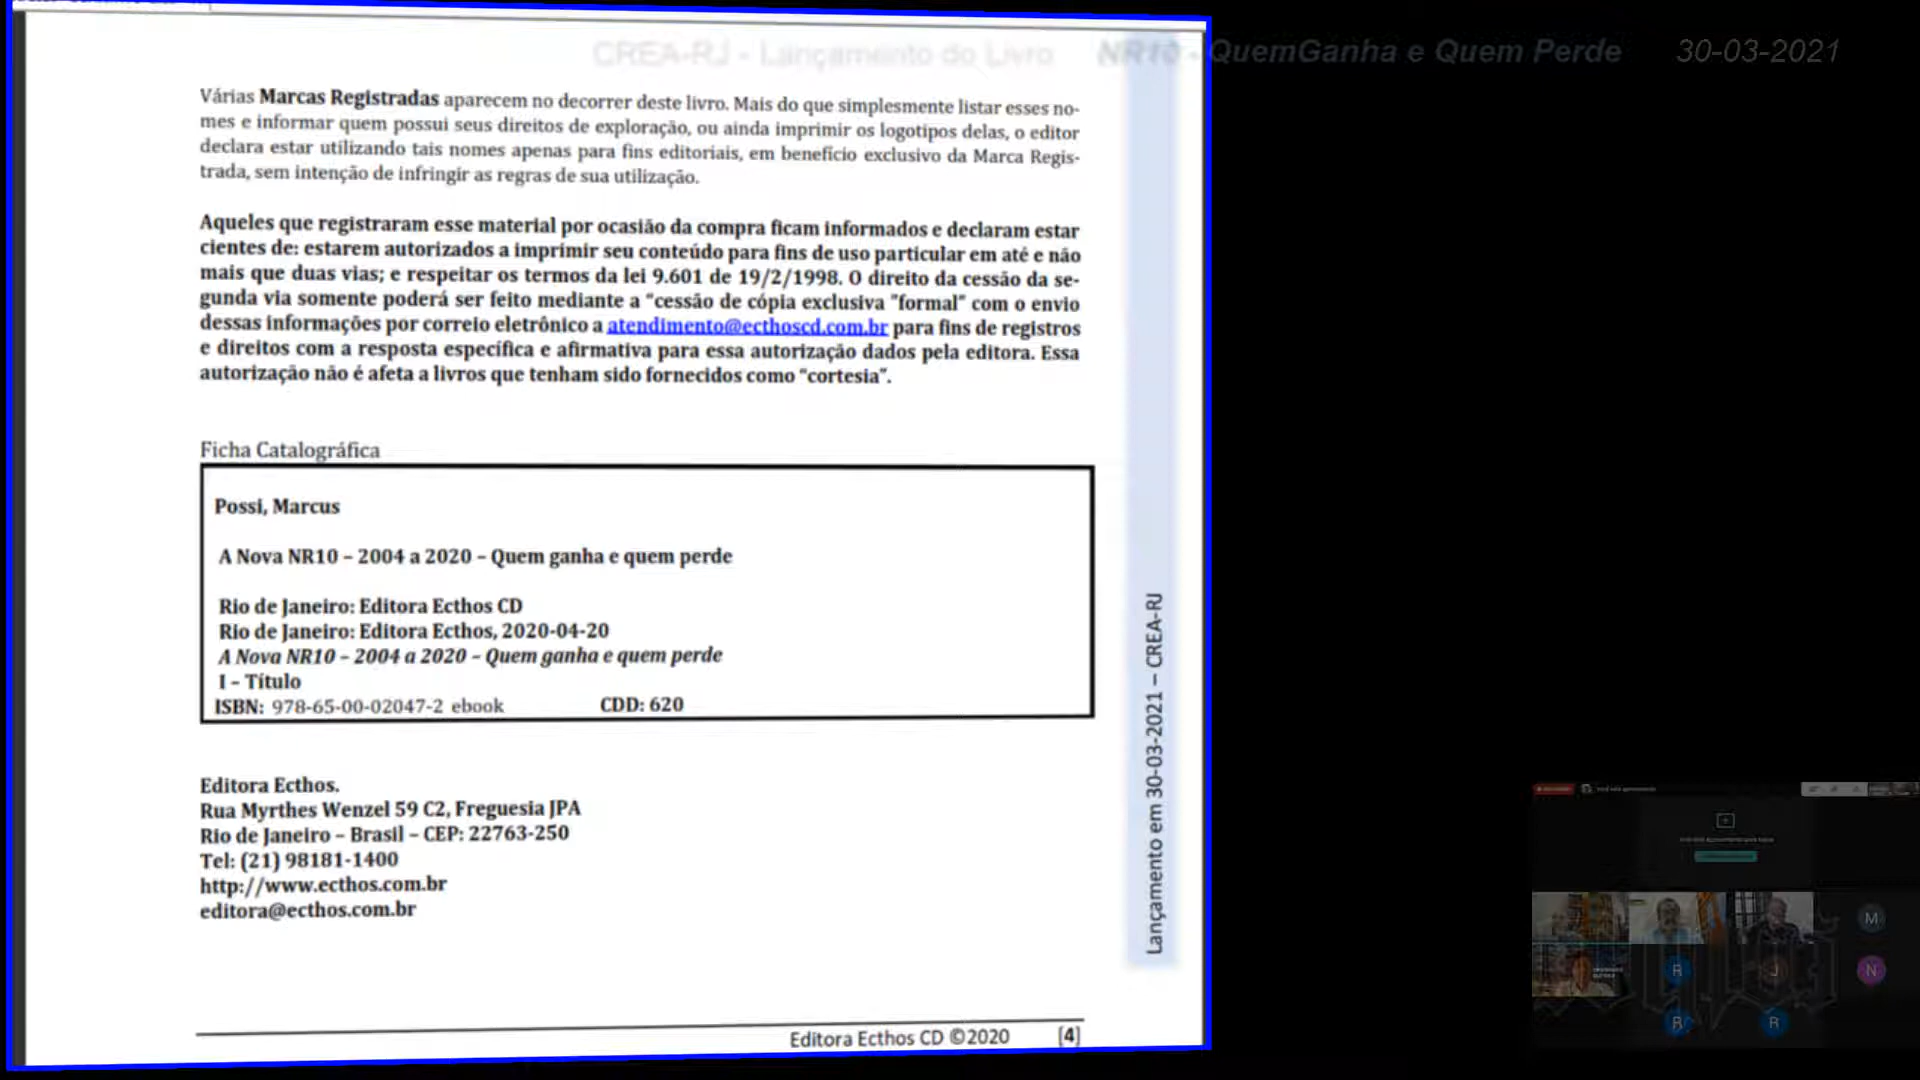 CREA-RJ - Lançamento do Livro NR10 - QuemGanha e Quem Perde 30-03-2021
Várias Marcas Registradas aparecem no decorrer deste livro. Mais do que simplesmente listar esses no-
mes e informar quem possui seus direitos de exploração, ou ainda imprimir os logotipos delas, o editor
declara estar utilizando tais nomes apenas para fins editoriais, em benefício exclusivo da Marca Regis-
trada, sem intenção de infringir as regras de sua utilização.
Aqueles que registraram esse material por ocasião da compra ficam informados e declaram estar
cientes de: estarem autorizados a imprimir seu conteúdo para fins de uso particular em até e não
mais que duas vias; e respeitar os termos da lei 9.601 de 19/2/1998. O direito da cessão da se-
gunda via somente poderá ser feito mediante a “cessão de cópia exclusiva "formal" com o envio
dessas informações por correio eletrônico a atendimento@ecthoscd.com.br para fins de registros
e direitos com a resposta específica e afirmativa para essa autorização dados pela editora. Essa
autorização não é afeta a livros que tenham sido fornecidos como “cortesia”.
Ficha Catalográfica
Possi, Marcus
A Nova NR10 – 2004 a 2020 – Quem ganha e quem perde
Rio de Janeiro: Editora Ecthos CD
Rio de Janeiro: Editora Ecthos, 2020-04-20
A Nova NR10 – 2004 a 2020 – Quem ganha e quem perde
I – Título
ISBN: 978-65-00-02047-2 ebook CDD: 620
Editora Ecthos.
Rua Myrthes Wenzel 59 C2, Freguesia JPA
Rio de Janeiro – Brasil – CEP: 22763-250
Tel: (21) 98181-1400
http://www.ecthos.com.br
editora@ecthos.com.br
Editora Ecthos CD ©2020 [4]
Lançamento em 30-03-2021 – CREA-RJ
M
R
J
N
R
R